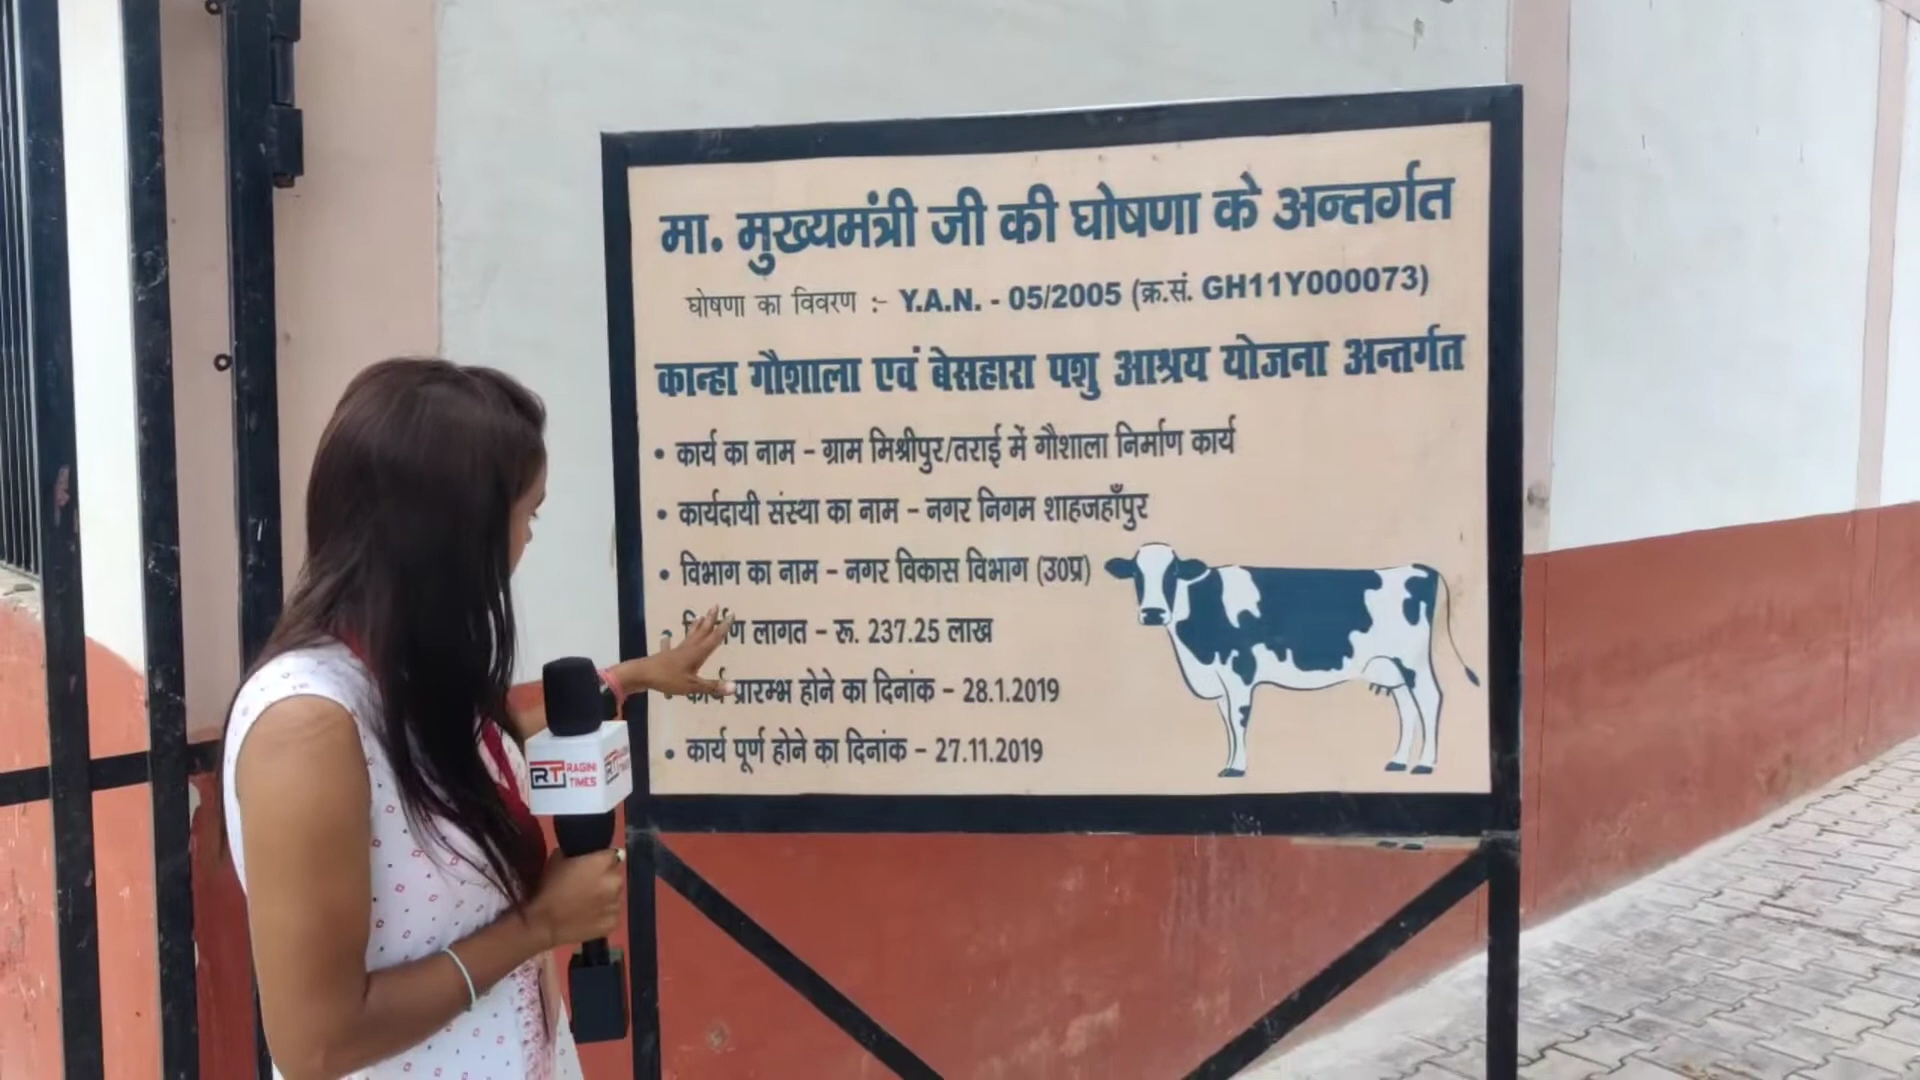 मा. मुख्यमंत्री जी की घोषणा के अन्तर्गत
घोषणा का विवरण :- Y.A.N. - 05/2005 (क्र.सं. GH11Y000073)
कान्हा गौशाला एवं बेसहारा पशु आश्रय योजना अन्तर्गत
• कार्य का नाम - ग्राम मिश्रीपुर/तराई में गौशाला निर्माण कार्य
• कार्यदायी संस्था का नाम - नगर निगम शाहजहाँपुर
• विभाग का नाम - नगर विकास विभाग (उ0प्र)
• लागत - रू. 237.25 लाख
• कार्य प्रारम्भ होने का दिनांक - 28.1.2019
• कार्य पूर्ण होने का दिनांक - 27.11.2019
RT RAGINI
TIMES